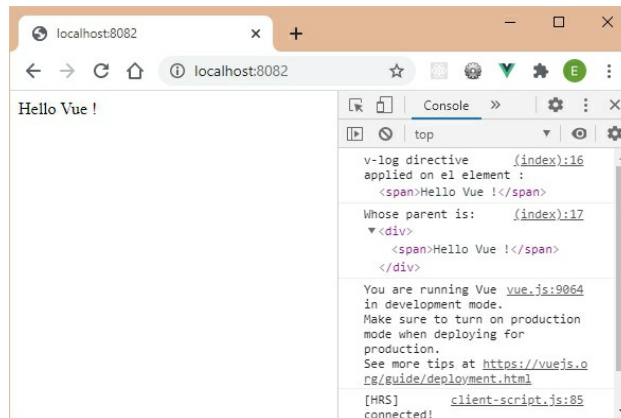 localhost:8082
localhost:8082
E
Hello Vue !
Console
top
v-log directive (index):16
applied on el element :
<span>Hello Vue !</span>
Whose parent is: (index):17
▼<div>
<span>Hello Vue !</span>
</div>
You are running Vue vue.js:9064
in development mode.
Make sure to turn on production
mode when deploying for
production.
See more tips at https://vuejs.o
rg/guide/deployment.html
[HRS] client-script.js:85
connected!